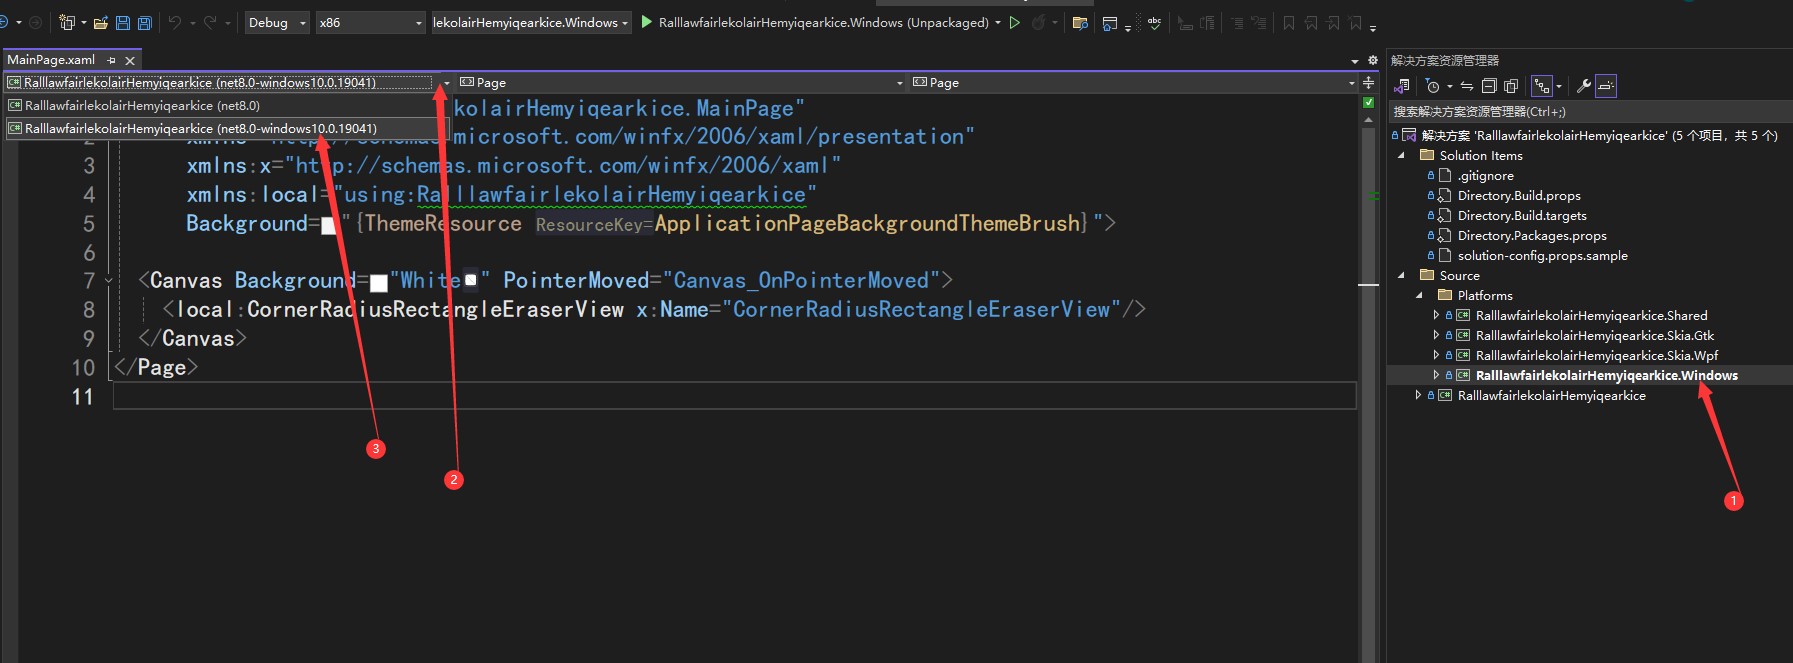 Debug
x86
lekolairHemyiqearkice.Windows
RalllawfairlekolairHemyiqearkice.Windows (Unpackaged)
MainPage.xaml
RalllawfairlekolairHemyiqearkice (net8.0-windows10.0.19041)
Page
Page
RalllawfairlekolairHemyiqearkice (net8.0)
RalllawfairlekolairHemyiqearkice (net8.0-windows10.0.19041)
kolairHemyiqearkice.MainPage"
microsoft.com/winfx/2006/xaml/presentation"
3 xmlns:x="http://schemas.microsoft.com/winfx/2006/xaml"
4 xmlns:local="using:RalllawfairlekolairHemyiqearkice"
5 Background="{ThemeResource ResourceKey=ApplicationPageBackgroundThemeBrush}">
6
7 <Canvas Background="White" PointerMoved="Canvas_OnPointerMoved">
8 <local:CornerRadiusRectangleEraserView x:Name="CornerRadiusRectangleEraserView"/>
9 </Canvas>
10 </Page>
11
3
2
1
解决方案资源管理器
搜索解决方案资源管理器(Ctrl+;)
解决方案 'RalllawfairlekolairHemyiqearkice' (5 个项目，共 5 个)
Solution Items
.gitignore
Directory.Build.props
Directory.Build.targets
Directory.Packages.props
solution-config.props.sample
Source
Platforms
RalllawfairlekolairHemyiqearkice.Shared
RalllawfairlekolairHemyiqearkice.Skia.Gtk
RalllawfairlekolairHemyiqearkice.Skia.Wpf
RalllawfairlekolairHemyiqearkice.Windows
RalllawfairlekolairHemyiqearkice